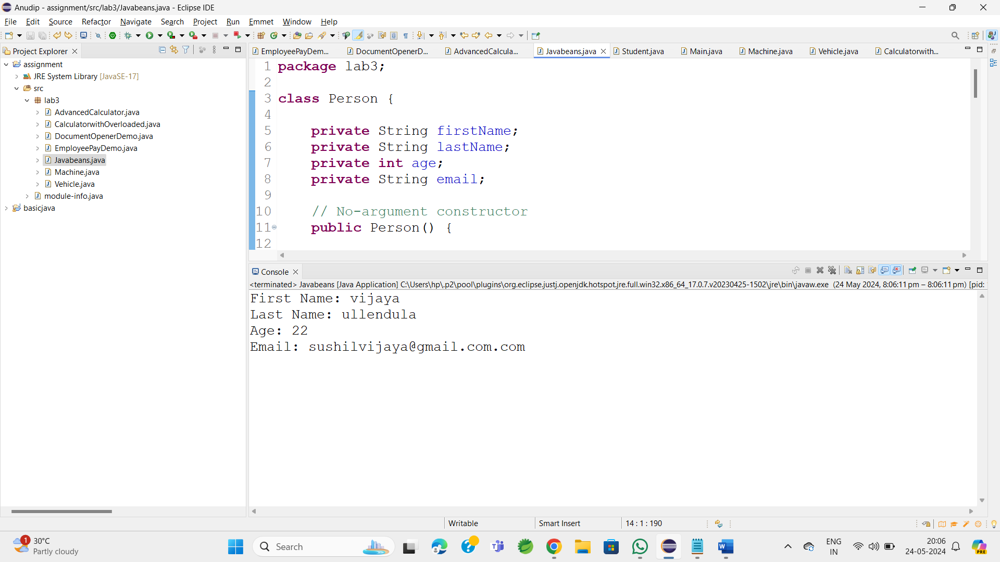 Anudip - assignment/src/lab3/Javabeans.java - Eclipse IDE
File Edit Source Refactor Navigate Search Project Run Emmet Window Help
Project Explorer
assignment
JRE System Library [JavaSE-17]
src
lab3
AdvancedCalculator.java
CalculatorwithOverloaded.java
DocumentOpenerDemo.java
EmployeePayDemo.java
Javabeans.java
Machine.java
Vehicle.java
module-info.java
basicjava
EmployeePayDem... DocumentOpenerD... AdvancedCalcula... Javabeans.java Student.java Main.java Machine.java Vehicle.java Calculatorwith...
1 package lab3;
2
3 class Person {
4
5 private String firstName;
6 private String lastName;
7 private int age;
8 private String email;
9
10 // No-argument constructor
11 public Person() {
12
Console
<terminated> Javabeans [Java Application] C:\Users\hp\.p2\pool\plugins\org.eclipse.justj.openjdk.hotspot.jre.full.win32.x86_64_17.0.7.v20230425-1502\jre\bin\javaw.exe (24 May 2024, 8:06:11 pm – 8:06:11 pm) [pid:
First Name: vijaya
Last Name: ullendula
Age: 22
Email: sushilvijaya@gmail.com.com
Writable Smart Insert 14 : 1 : 190
1
30°C
Partly cloudy
Search
ENG
IN
20:06
24-05-2024
PRE